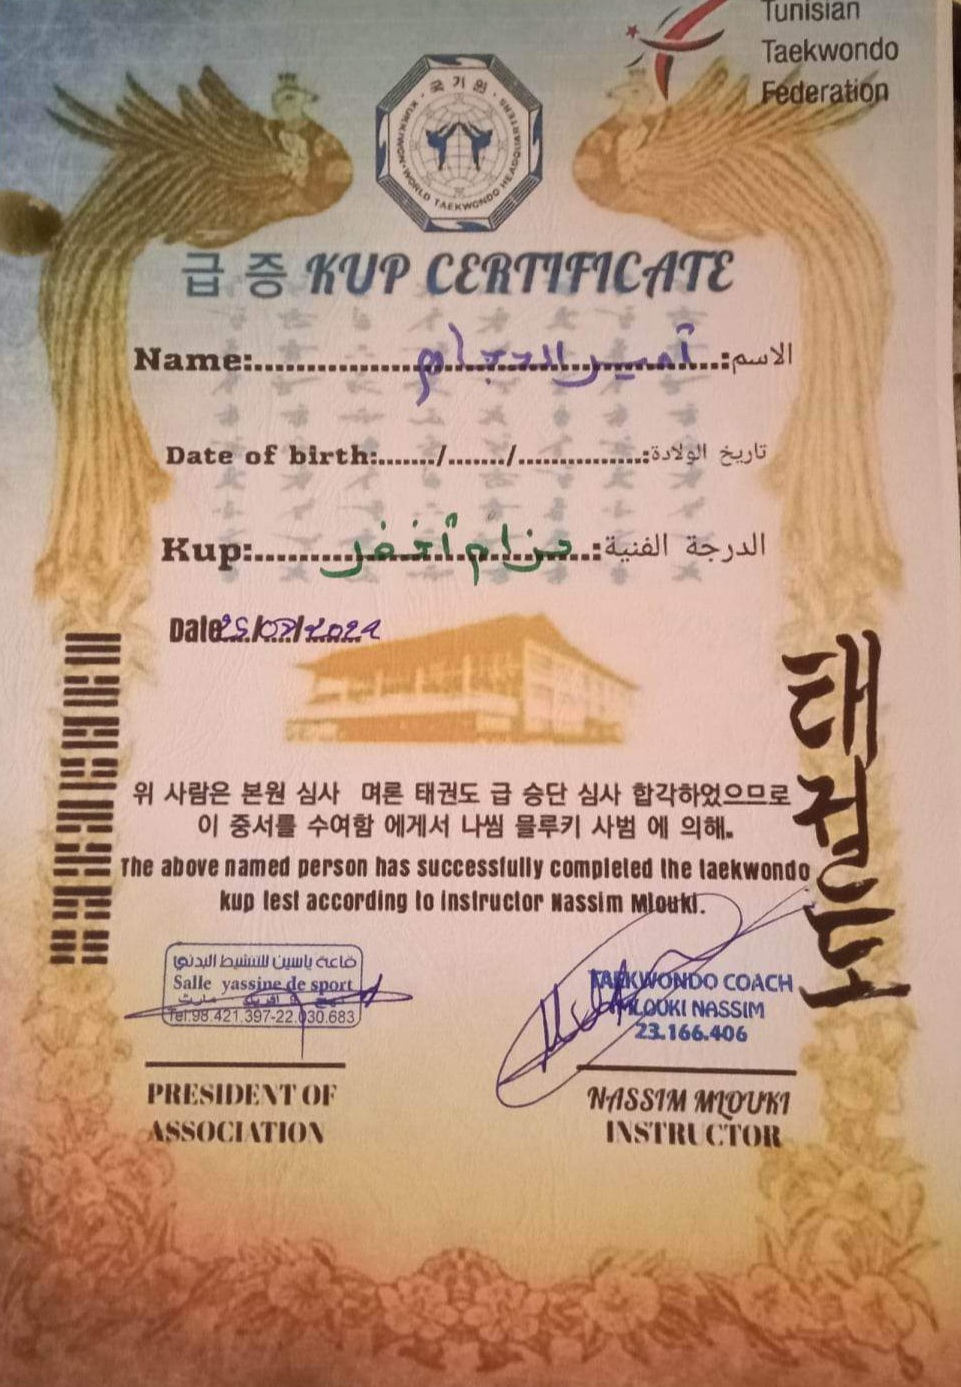 Tunisian
Taekwondo
Federation
국기원
KUKKIWON·WORLD TAEKWONDO HEADQUARTERS
급 증 KUP CERTIFICATE
Name:.....................أمير الحجام.....................:الاسم
Date of birth:......./......./...............:تاريخ الولادة
Kup:.....................حزام أخضر.....................:الدرجة الفنية
Date 25/07/2021
위 사람은 본원 심사 며론 태권도 급 승단 심사 합각하었으므로
이 중서를 수여함 에게서 나씸 믈루키 사범 에 의해.
The above named person has successfully completed the taekwondo
kup test according to instructor Nassim Mlouki.
태권도
قاعة ياسين للتنشيط البدني
Salle yassine de sport
Tel:98.421.397-22.030.683
TAEKWONDO COACH
MLOUKI NASSIM
23.166.406
PRESIDENT OF
ASSOCIATION
NASSIM MLOUKI
INSTRUCTOR